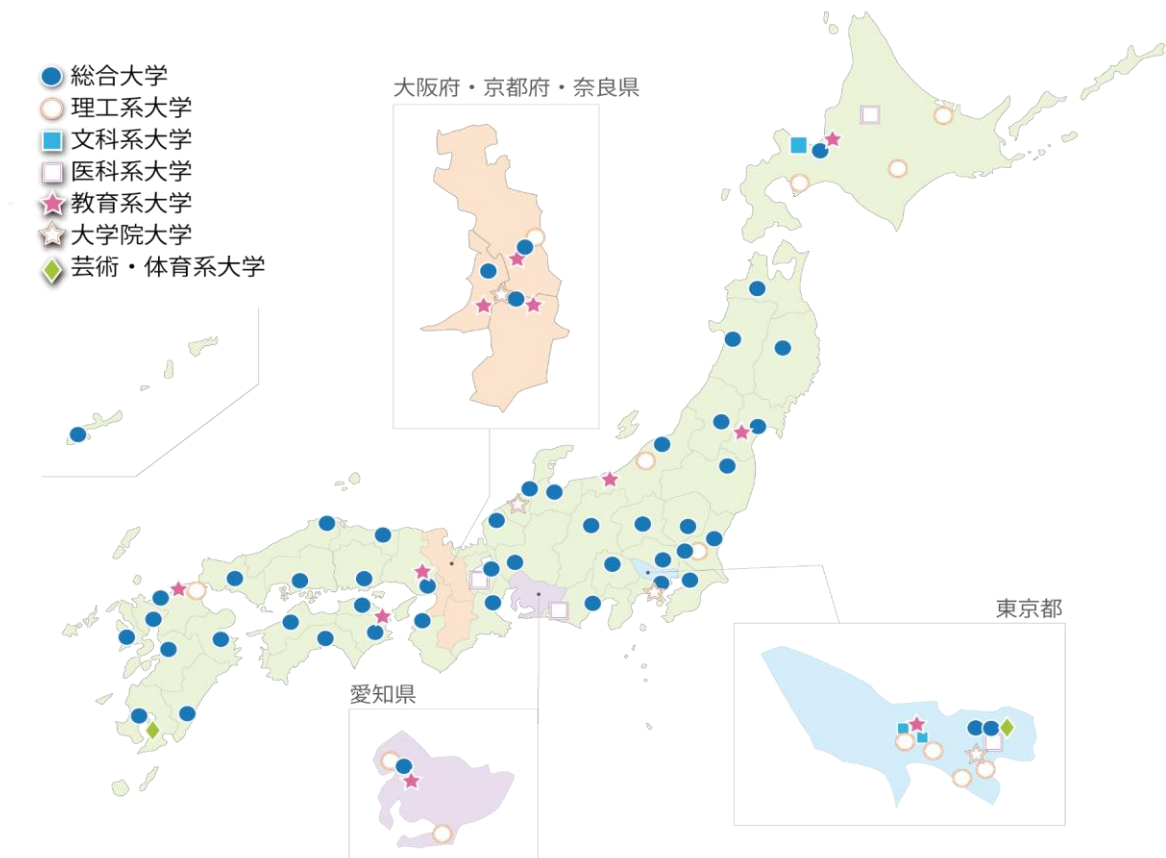 総合大学
理工系大学
文科系大学
医科系大学
教育系大学
大学院大学
芸術・体育系大学
大阪府・京都府・奈良県
東京都
愛知県